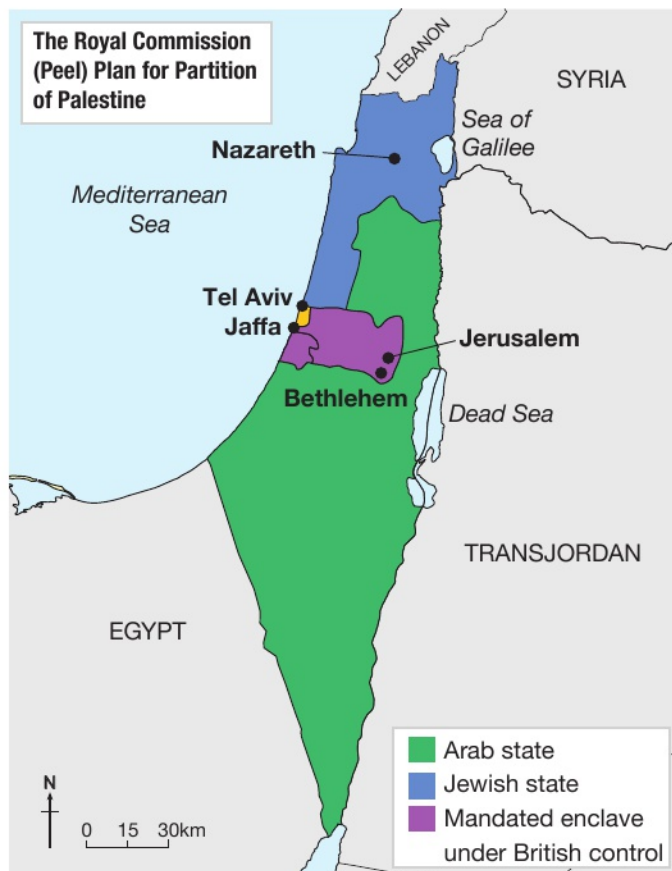 The Royal Commission
(Peel) Plan for Partition
of Palestine
LEBANON
SYRIA
Sea of
Galilee
Nazareth
Mediterranean
Sea
Tel Aviv
Jaffa
Jerusalem
Bethlehem
Dead Sea
TRANSJORDAN
EGYPT
N
0 15 30km
Arab state
Jewish state
Mandated enclave
under British control